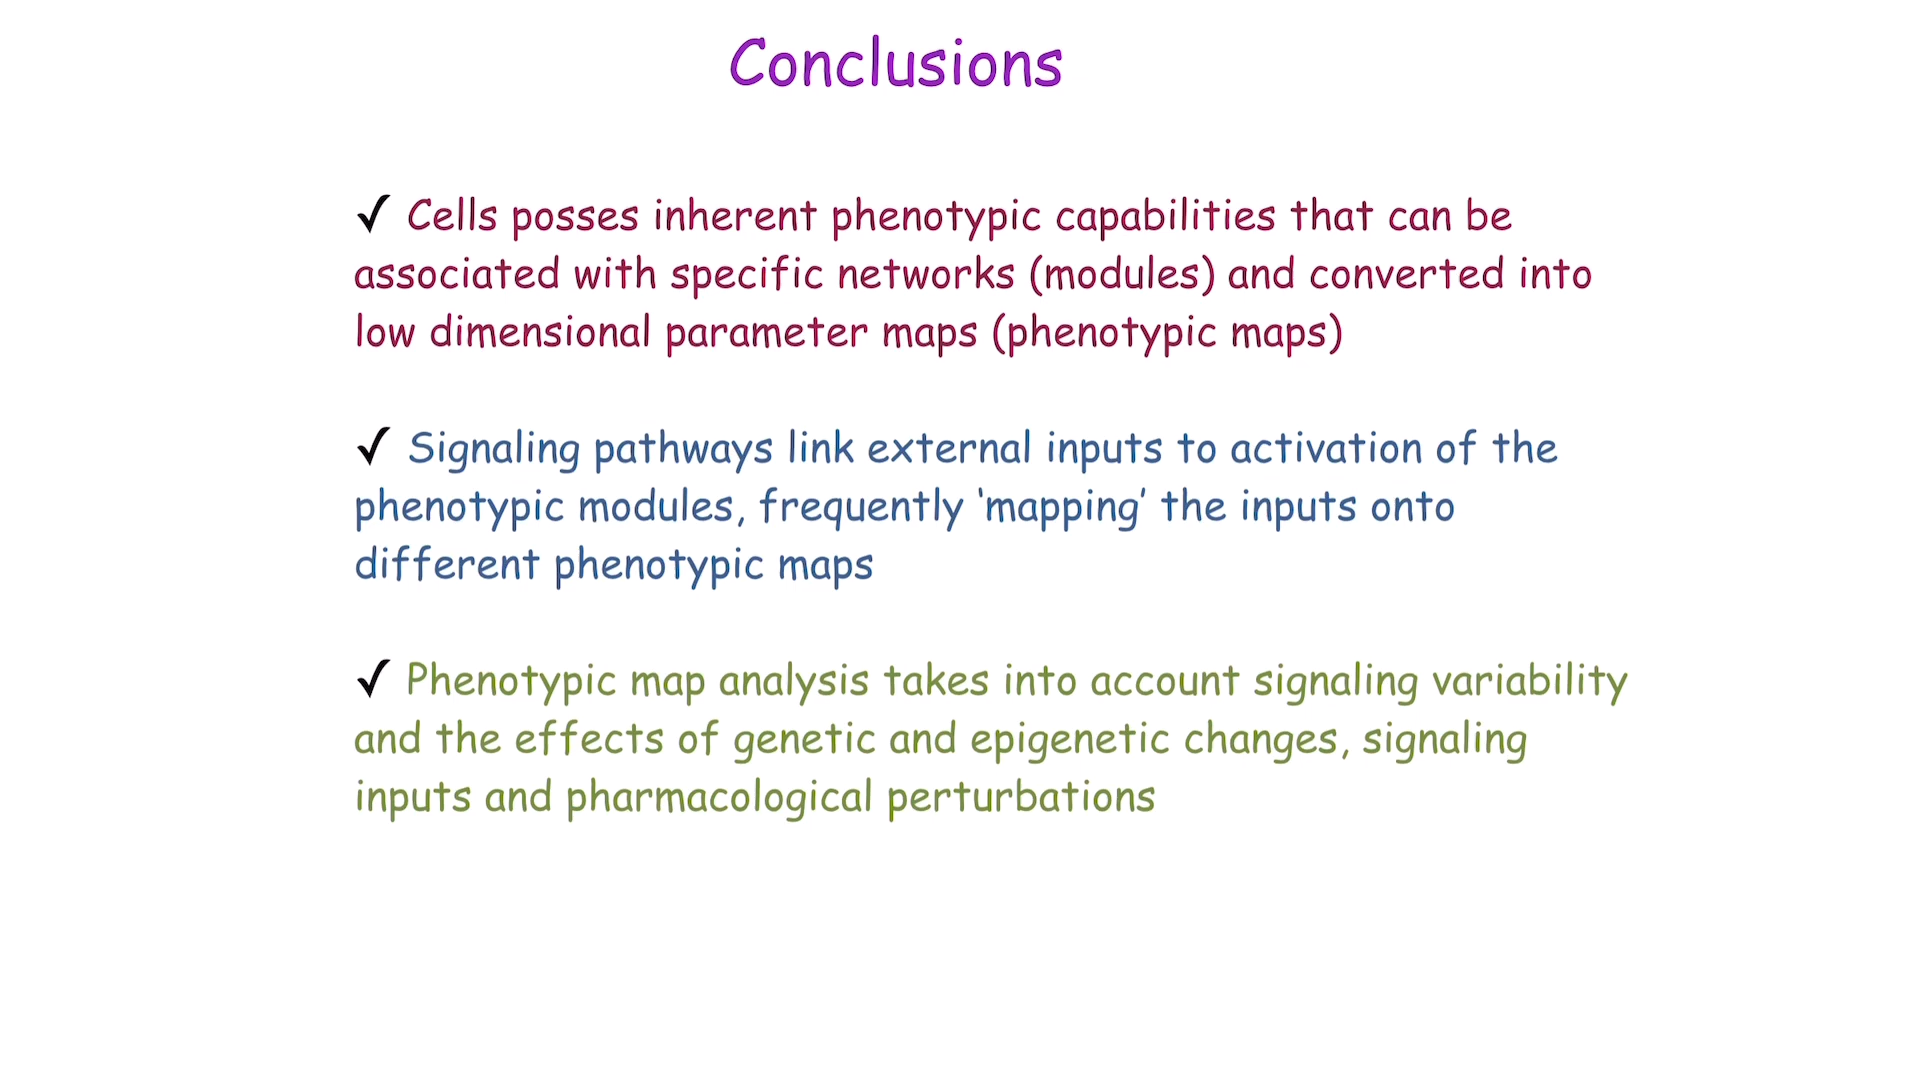 Conclusions
✓ Cells posses inherent phenotypic capabilities that can be
associated with specific networks (modules) and converted into
low dimensional parameter maps (phenotypic maps)
✓ Signaling pathways link external inputs to activation of the
phenotypic modules, frequently ‘mapping’ the inputs onto
different phenotypic maps
✓ Phenotypic map analysis takes into account signaling variability
and the effects of genetic and epigenetic changes, signaling
inputs and pharmacological perturbations